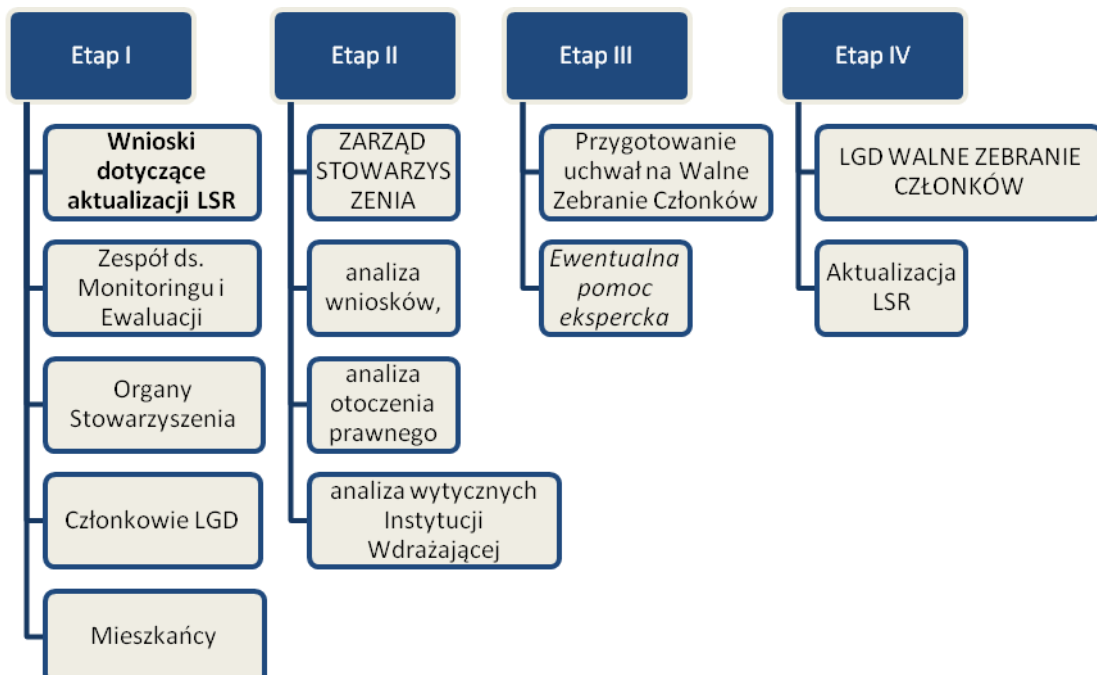 Etap I
Wnioski
dotyczące
aktualizacji LSR
Zespół ds.
Monitoringu i
Ewaluacji
Organy
Stowarzyszenia
Członkowie LGD
Mieszkańcy
Etap II
ZARZĄD
STOWARZYS
ZENIA
analiza
wniosków,
analiza
otoczenia
prawnego
analiza wytycznych
Instytucji
Wdrażającej
Etap III
Przygotowanie
uchwał na Walne
Zebranie Członków
Ewentualna
pomoc
ekspercka
Etap IV
LGD WALNE ZEBRANIE
CZŁONKÓW
Aktualizacja
LSR